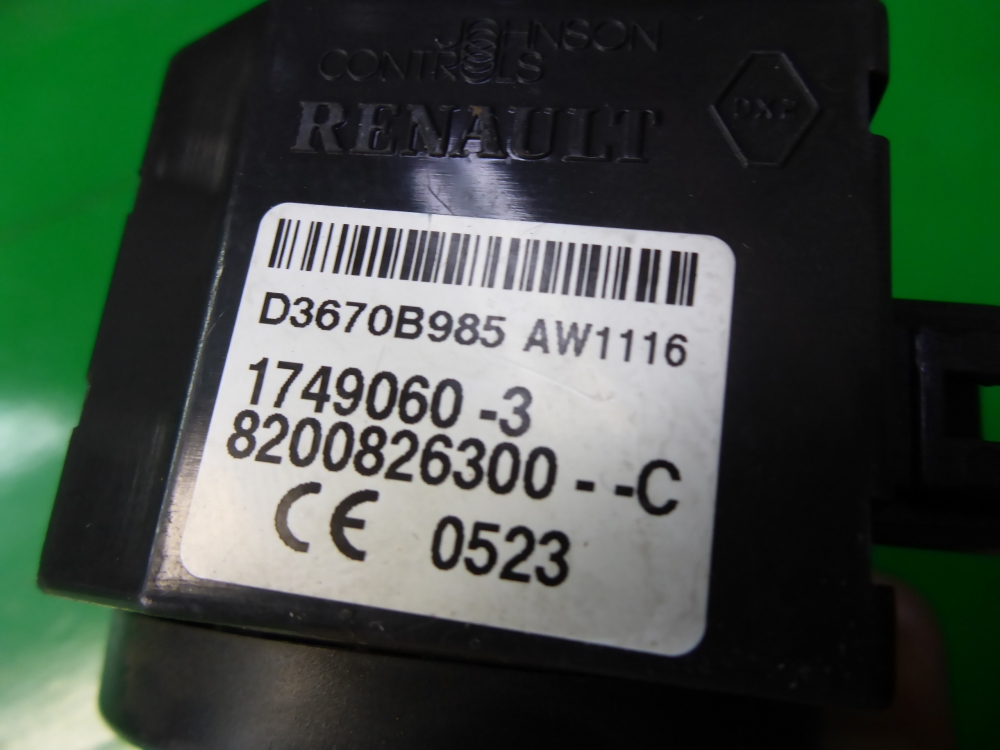 JOHNSON
CONTROLS
RENAULT
DXP
D3670B985 AW1116
1749060 -3
8200826300 - -C
CE 0523